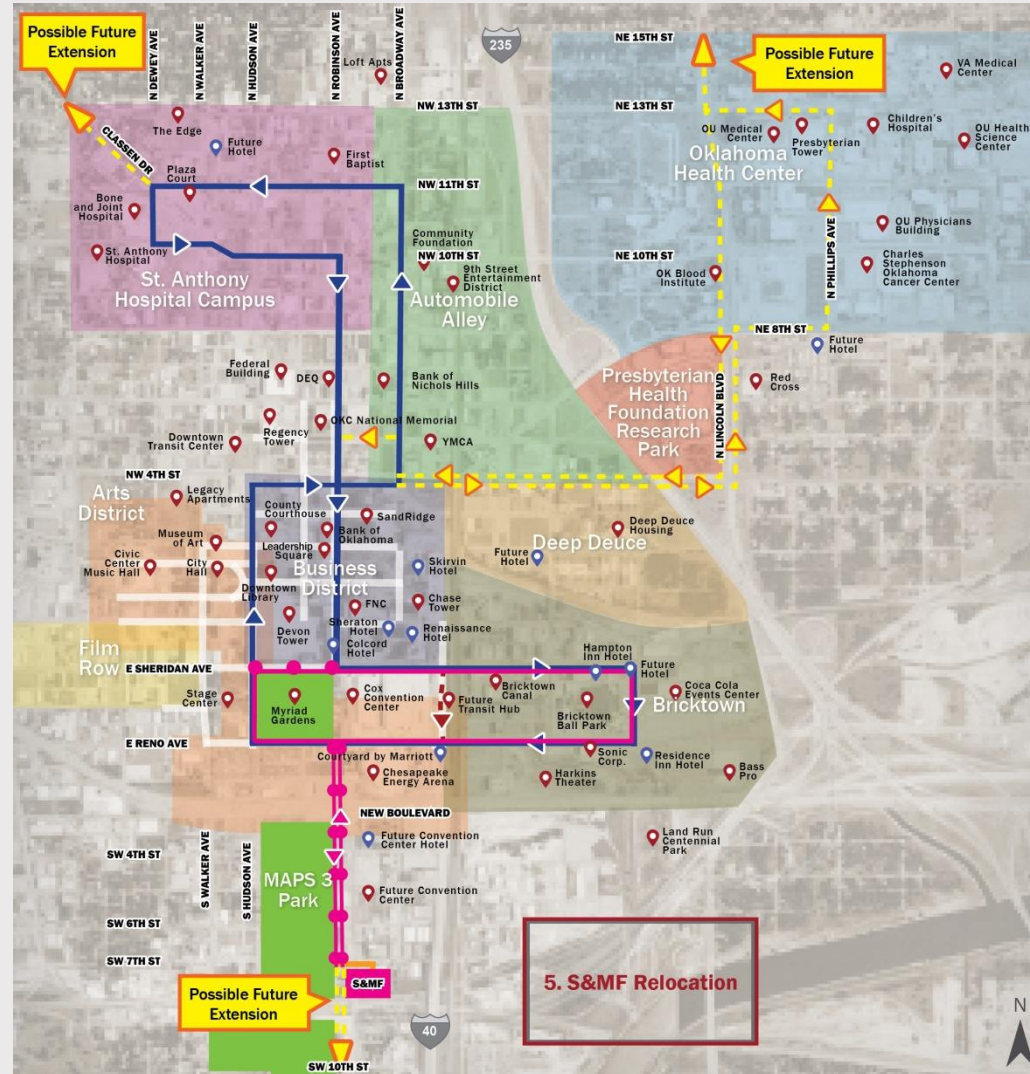 Possible Future
Extension
N DEWEY AVE
N WALKER AVE
N HUDSON AVE
N ROBINSON AVE
N BROADWAY AVE
Loft Apts
235
NE 15TH ST
Possible Future
Extension
VA Medical
Center
NW 13TH ST
NE 13TH ST
CLASSEN DR
The Edge
Future
Hotel
First
Baptist
OU Medical
Center
Presbyterian
Tower
Children's
Hospital
OU Health
Science
Center
Oklahoma
Health Center
Plaza
Court
NW 11TH ST
Bone
and Joint
Hospital
St. Anthony
Hospital
St. Anthony
Hospital Campus
Community
Foundation
NW 10TH ST
9th Street
Entertainment
District
Automobile
Alley
NE 10TH ST
OK Blood
Institute
N PHILLIPS AVE
OU Physicians
Building
Charles
Stephenson
Oklahoma
Cancer Center
NE 8TH ST
Future
Hotel
Federal
Building
DEQ
Bank of
Nichols Hills
Presbyterian
Health
Foundation
Research
Park
N LINCOLN BLVD
Red
Cross
Regency
Tower
OKC National Memorial
Downtown
Transit Center
YMCA
NW 4TH ST
Arts
District
Legacy
Apartments
County
Courthouse
SandRidge
Bank of
Oklahoma
Deep Deuce
Housing
Deep Deuce
Future
Hotel
Museum
of Art
Leadership
Square
Business
District
Civic
Center
Music Hall
City
Hall
Downtown
Library
Skirvin
Hotel
FNC
Chase
Tower
Devon
Tower
Sheraton
Hotel
Renaissance
Hotel
Colcord
Hotel
Film
Row
E SHERIDAN AVE
Hampton
Inn Hotel
Future
Hotel
Stage
Center
Myriad
Gardens
Cox
Convention
Center
Future
Transit Hub
Bricktown
Canal
Bricktown
Ball Park
Coca Cola
Events Center
Bricktown
E RENO AVE
Courtyard by Marriott
Sonic
Corp.
Residence
Inn Hotel
Chesapeake
Energy Arena
Harkins
Theater
Bass
Pro
NEW BOULEVARD
S WALKER AVE
S HUDSON AVE
SW 4TH ST
Future Convention
Center Hotel
Land Run
Centennial
Park
MAPS 3
Park
Future Convention
Center
SW 6TH ST
SW 7TH ST
S&MF
5. S&MF Relocation
Possible Future
Extension
40
SW 10TH ST
N